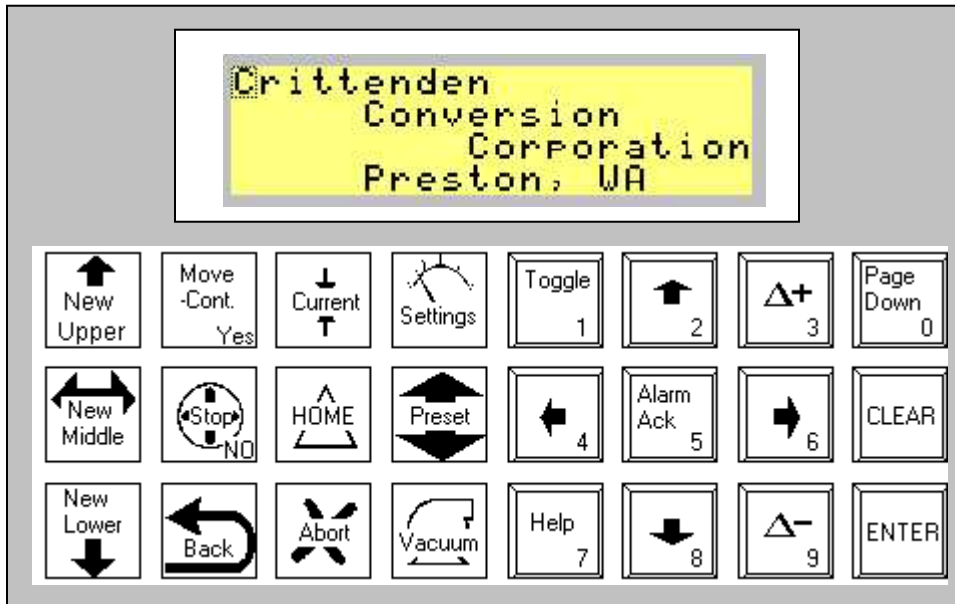 Crittenden
Conversion
Corporation
Preston, WA
New
Upper
Move
-Cont.
Yes
Current
Settings
Toggle
1
2
Δ+
3
Page
Down
0
New
Middle
Stop
NO
HOME
Preset
4
Alarm
Ack
5
6
CLEAR
New
Lower
Back
Abort
Vacuum
Help
7
8
Δ-
9
ENTER